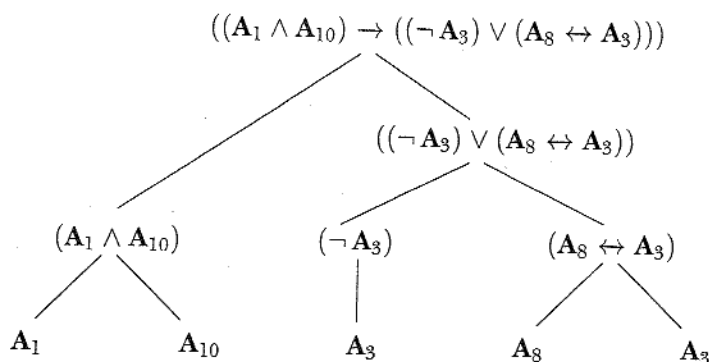 ((𝐀₁ ∧ 𝐀₁₀) → ((¬ 𝐀₃) ∨ (𝐀₈ ↔ 𝐀₃)))
((¬ 𝐀₃) ∨ (𝐀₈ ↔ 𝐀₃))
(𝐀₁ ∧ 𝐀₁₀) (¬ 𝐀₃) (𝐀₈ ↔ 𝐀₃)
𝐀₁ 𝐀₁₀ 𝐀₃ 𝐀₈ 𝐀₃